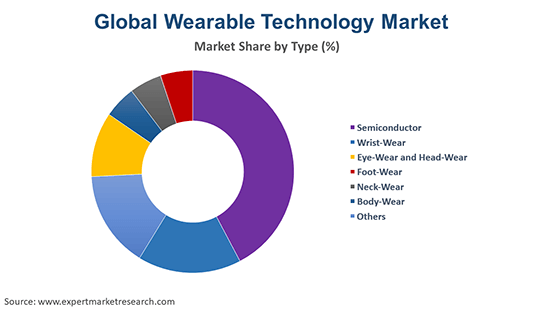 Global Wearable Technology Market
Market Share by Type (%)
Semiconductor
Wrist-Wear
Eye-Wear and Head-Wear
Foot-Wear
Neck-Wear
Body-Wear
Others
Source: www.expertmarketresearch.com